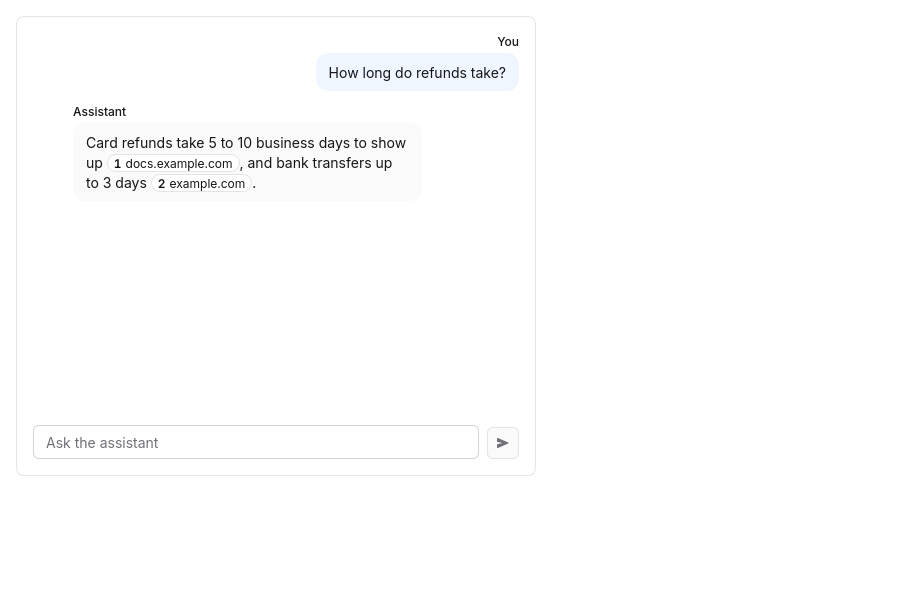 You
How long do refunds take?
Assistant
Card refunds take 5 to 10 business days to show
up 1 docs.example.com, and bank transfers up
to 3 days 2 example.com.
Ask the assistant